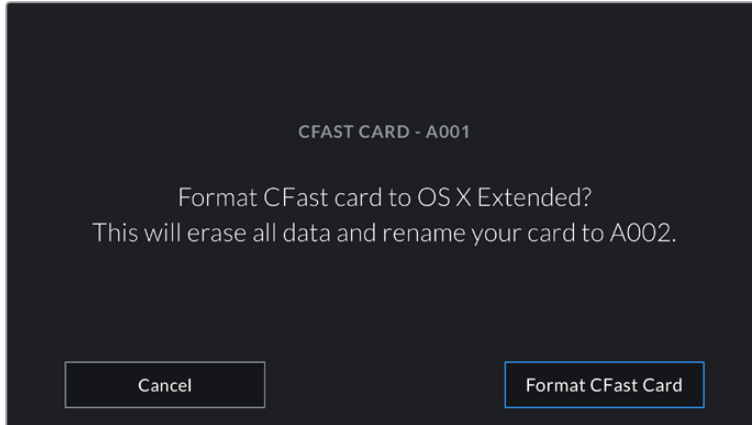 CFAST CARD - A001
Format CFast card to OS X Extended?
This will erase all data and rename your card to A002.
Cancel
Format CFast Card